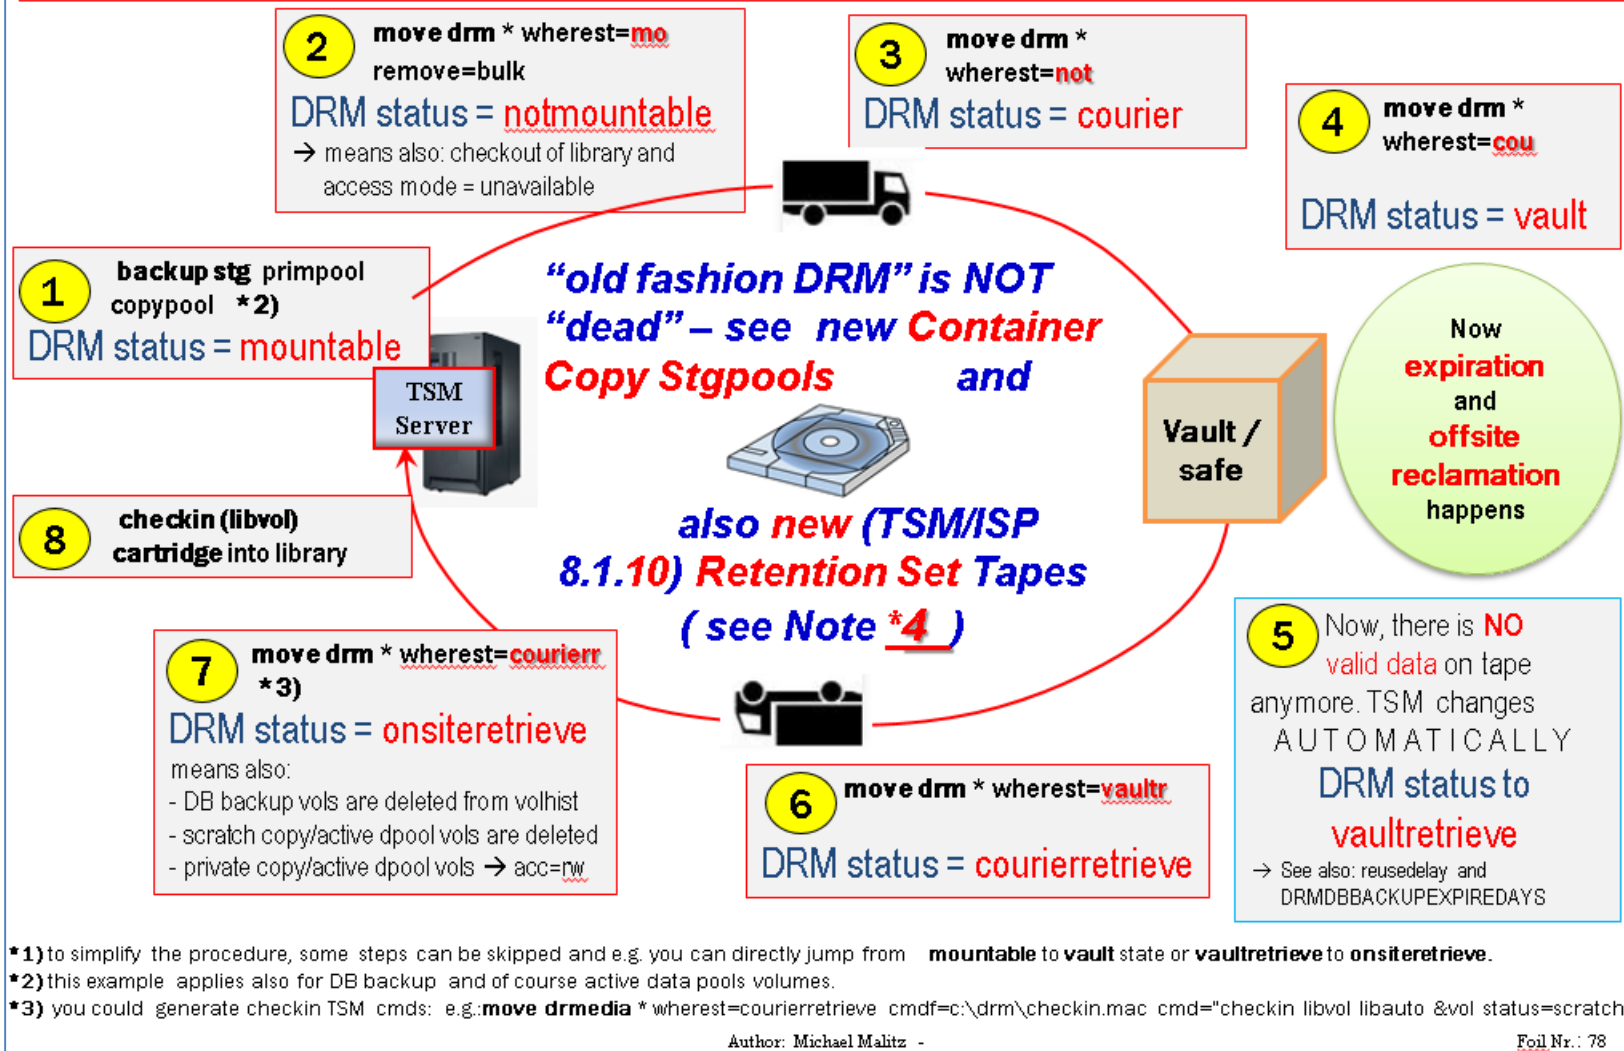 2
move drm * wherest=mo
remove=bulk
DRM status = notmountable
→ means also: checkout of library and
access mode = unavailable
3
move drm *
wherest=not
DRM status = courier
4
move drm *
wherest=cou
DRM status = vault
1
backup stg primpool
copypool *2)
DRM status = mountable
TSM
Server
“old fashion DRM” is NOT
“dead” – see new Container
Copy Stgpools and
also new (TSM/ISP
8.1.10) Retention Set Tapes
( see Note *4 )
Vault /
safe
Now
expiration
and
offsite
reclamation
happens
8
checkin (libvol)
cartridge into library
7
move drm * wherest=courierr
*3)
DRM status = onsiteretrieve
means also:
- DB backup vols are deleted from volhist
- scratch copy/active dpool vols are deleted
- private copy/active dpool vols → acc=rw
6
move drm * wherest=vaultr
DRM status = courierretrieve
5
Now, there is NO
valid data on tape
anymore. TSM changes
AUTOMATICALLY
DRM status to
vaultretrieve
→ See also: reusedelay and
DRMDBBACKUPEXPIREDAYS
*1) to simplify the procedure, some steps can be skipped and e.g. you can directly jump from mountable to vault state or vaultretrieve to onsiteretrieve.
*2) this example applies also for DB backup and of course active data pools volumes.
*3) you could generate checkin TSM cmds: e.g.:move drmedia * wherest=courierretrieve cmdf=c:\drm\checkin.mac cmd="checkin libvol libauto &vol status=scratch
Author: Michael Malitz -
Foil Nr.: 78